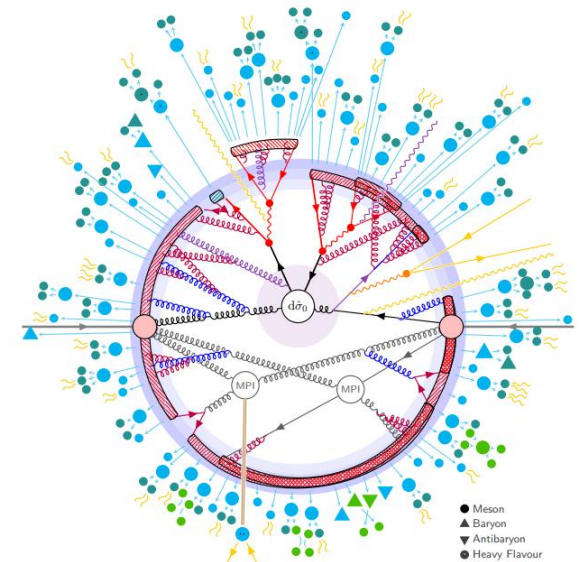 dσ̂₀
MPI
MPI
Meson
Baryon
Antibaryon
Heavy Flavour